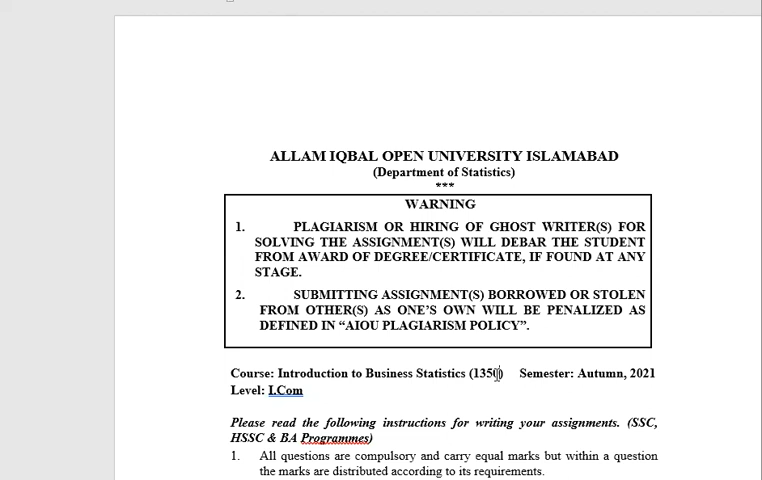 ALLAM IQBAL OPEN UNIVERSITY ISLAMABAD
(Department of Statistics)
***
WARNING
1. PLAGIARISM OR HIRING OF GHOST WRITER(S) FOR
SOLVING THE ASSIGNMENT(S) WILL DEBAR THE STUDENT
FROM AWARD OF DEGREE/CERTIFICATE, IF FOUND AT ANY
STAGE.
2. SUBMITTING ASSIGNMENT(S) BORROWED OR STOLEN
FROM OTHER(S) AS ONE’S OWN WILL BE PENALIZED AS
DEFINED IN “AIOU PLAGIARISM POLICY”.
Course: Introduction to Business Statistics (1350) Semester: Autumn, 2021
Level: I.Com
Please read the following instructions for writing your assignments. (SSC,
HSSC & BA Programmes)
1. All questions are compulsory and carry equal marks but within a question
the marks are distributed according to its requirements.